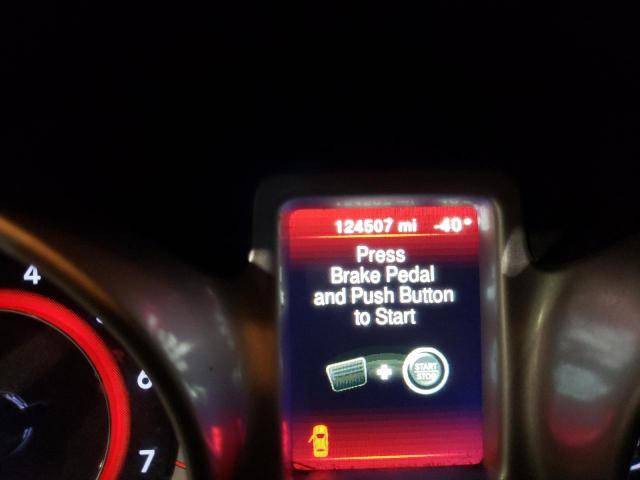 124507 mi -40°
Press
Brake Pedal
and Push Button
to Start
START
STOP
4
6
7